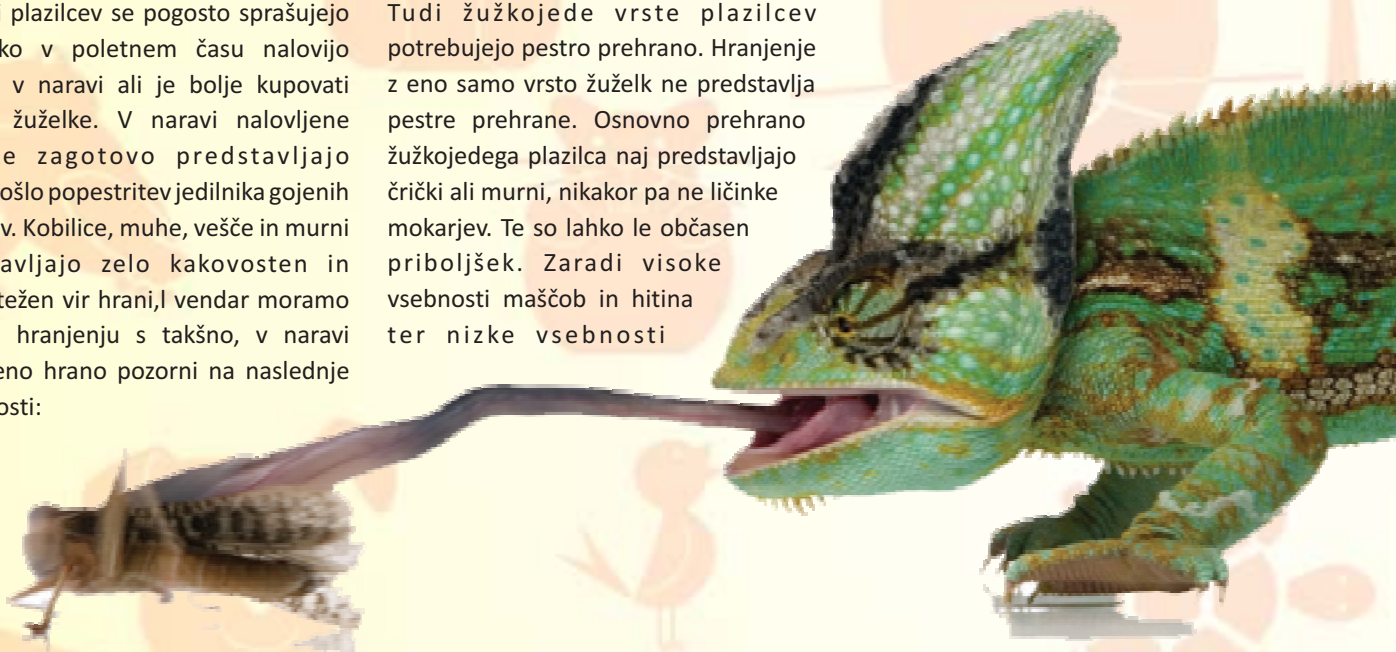 i plazilcev se pogosto sprašujejo
ko v poletnem času nalovijo
v naravi ali je bolje kupovati
žuželke. V naravi nalovljene
e zagotovo predstavljajo
ošlo popestritev jedilnika gojenih
v. Kobilice, muhe, vešče in murni
avljajo zelo kakovosten in
težen vir hrani,l vendar moramo
hranjenju s takšno, v naravi
eno hrano pozorni na naslednje
osti:
Tudi žužkojede vrste plazilcev
potrebujejo pestro prehrano. Hranjenje
z eno samo vrsto žuželk ne predstavlja
pestre prehrane. Osnovno prehrano
žužkojedega plazilca naj predstavljajo
črički ali murni, nikakor pa ne ličinke
mokarjev. Te so lahko le občasen
priboljšek. Zaradi visoke
vsebnosti maščob in hitina
ter nizke vsebnosti